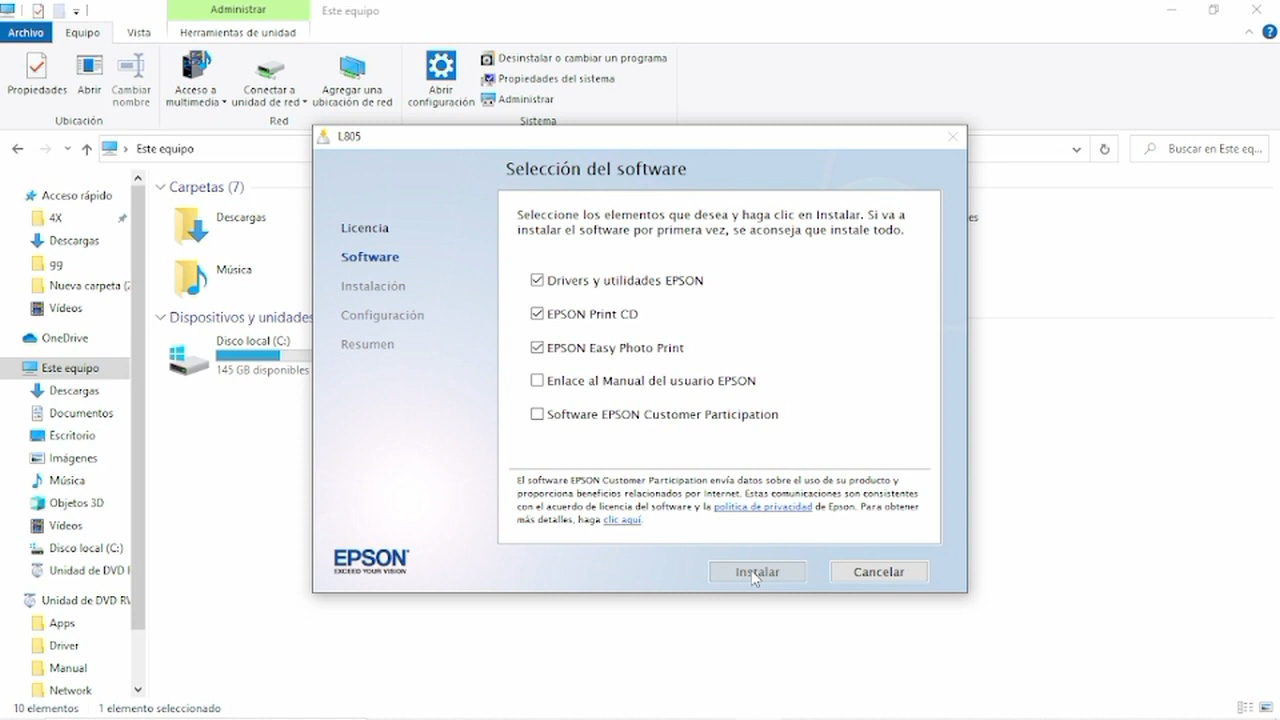 Administrar
Este equipo
Archivo
Equipo
Vista
Herramientas de unidad
Propiedades
Abrir
Cambiar
nombre
Acceso a
multimedia
Conectar a
unidad de red
Agregar una
ubicación de red
Abrir
configuración
Desinstalar o cambiar un programa
Propiedades del sistema
Administrar
Ubicación
Red
Sistema
Este equipo
Buscar en Este eq...
Acceso rápido
4X
Descargas
gg
Nueva carpeta (2
Vídeos
OneDrive
Este equipo
Descargas
Documentos
Escritorio
Imágenes
Música
Objetos 3D
Vídeos
Disco local (C:)
Unidad de DVD R
Unidad de DVD RW
Apps
Driver
Manual
Network
Carpetas (7)
Descargas
Música
Dispositivos y unidades
Disco local (C:)
145 GB disponibles
L805
Selección del software
Licencia
Software
Instalación
Configuración
Resumen
Seleccione los elementos que desea y haga clic en Instalar. Si va a
instalar el software por primera vez, se aconseja que instale todo.
Drivers y utilidades EPSON
EPSON Print CD
EPSON Easy Photo Print
Enlace al Manual del usuario EPSON
Software EPSON Customer Participation
El software EPSON Customer Participation envía datos sobre el uso de su producto y
proporciona beneficios relacionados por Internet. Estas comunicaciones son consistentes
con el acuerdo de licencia del software y la política de privacidad de Epson. Para obtener
más detalles, haga clic aquí.
EPSON
EXCEED YOUR VISION
Instalar
Cancelar
10 elementos
1 elemento seleccionado